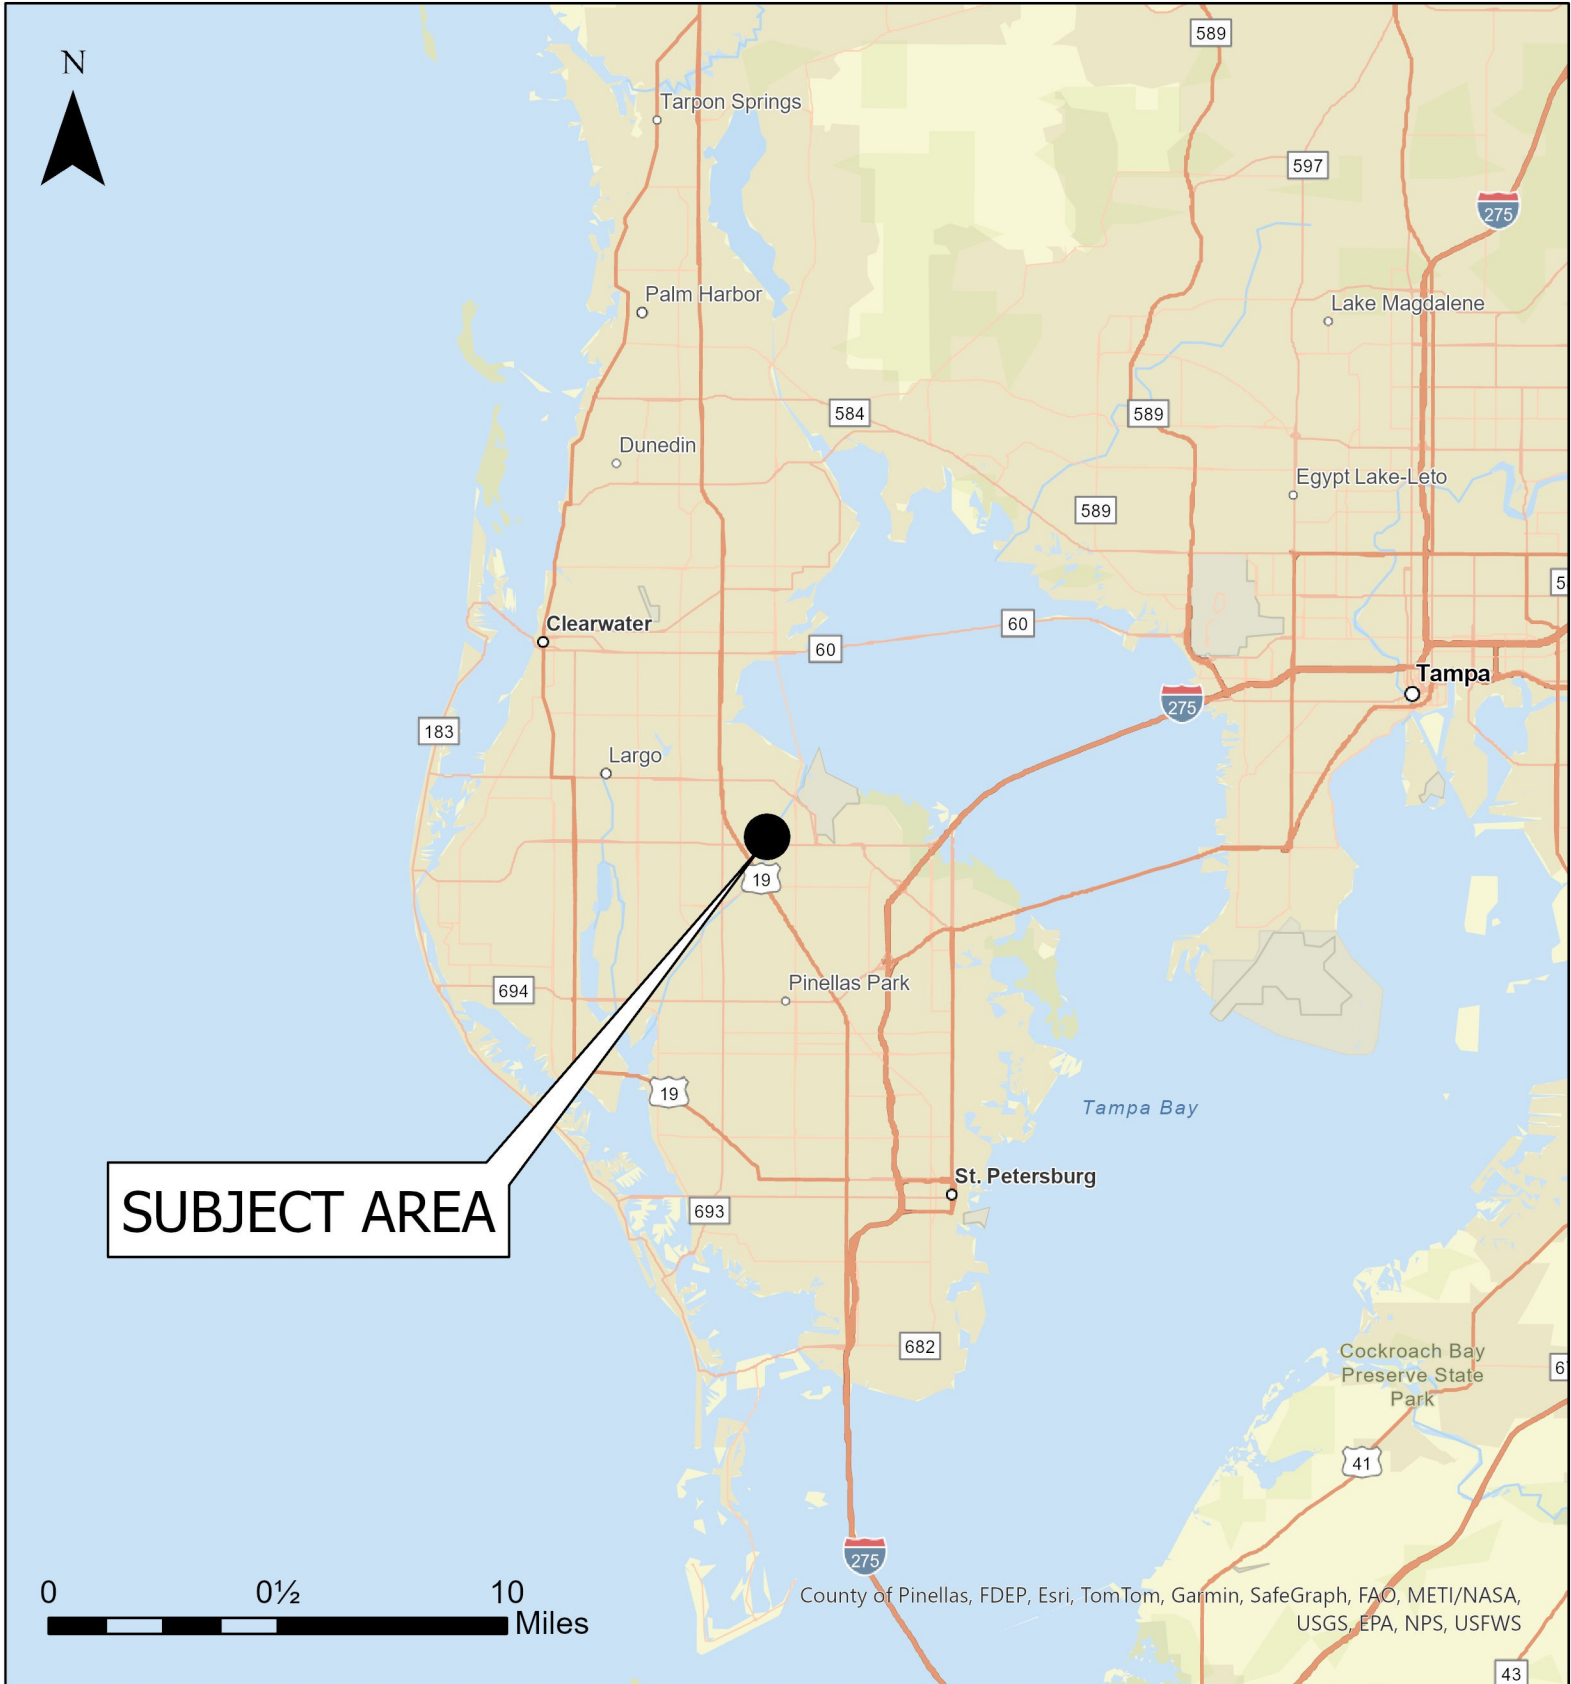 N
589
Tarpon Springs
597
275
Palm Harbor
Lake Magdalene
584
589
Dunedin
Egypt Lake-Leto
589
5
Clearwater
60
60
Tampa
275
183
Largo
19
694
Pinellas Park
19
Tampa Bay
St. Petersburg
693
SUBJECT AREA
682
Cockroach Bay
Preserve State
Park
6
41
275
0 0½ 10
Miles
County of Pinellas, FDEP, Esri, TomTom, Garmin, SafeGraph, FAO, METI/NASA,
USGS, EPA, NPS, USFWS
43